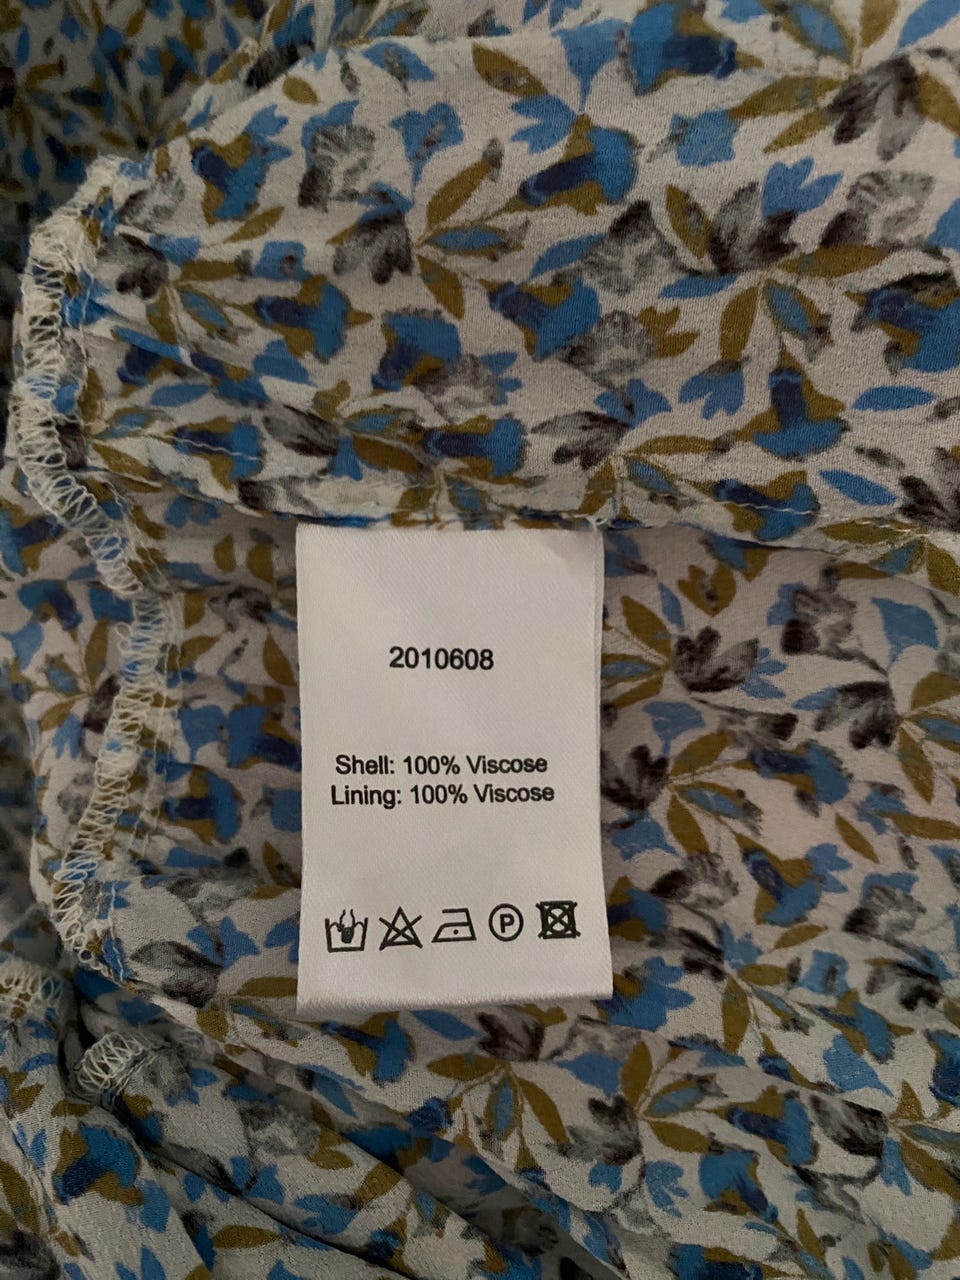 2010608
Shell: 100% Viscose
Lining: 100% Viscose
P